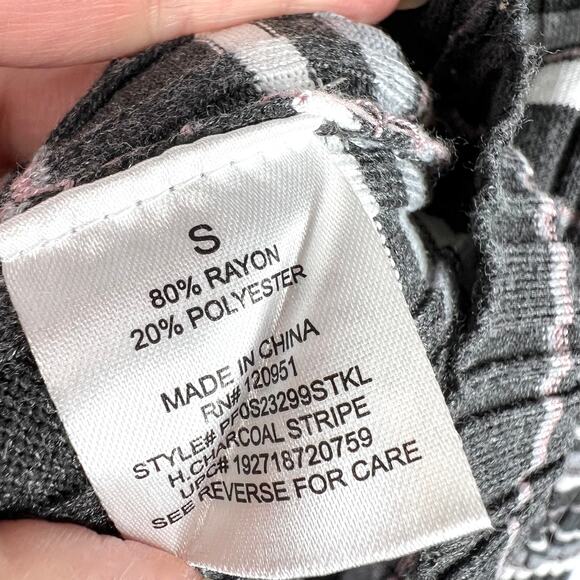 S
80% RAYON
20% POLYESTER
MADE IN CHINA
RN# 120951
STYLE# PF0S23299STKL
H. CHARCOAL STRIPE
UPC# 192718720759
SEE REVERSE FOR CARE